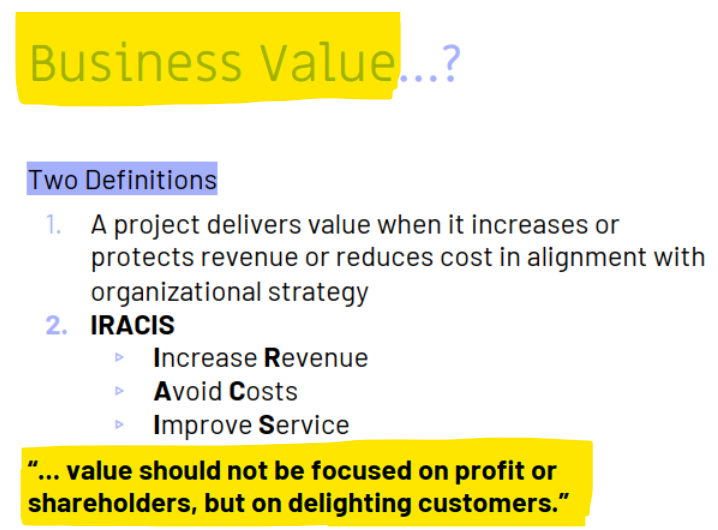 Business Value...?
Two Definitions
1. A project delivers value when it increases or
protects revenue or reduces cost in alignment with
organizational strategy
2. IRACIS
▹ Increase Revenue
▹ Avoid Costs
▹ Improve Service
“... value should not be focused on profit or
shareholders, but on delighting customers.”